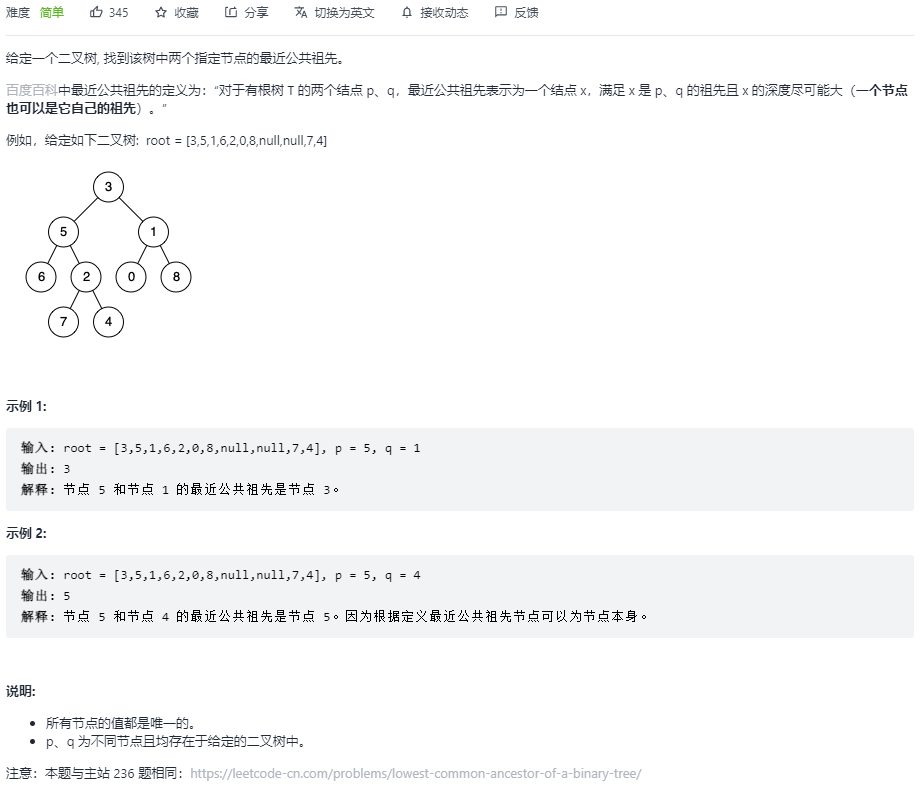 难度 简单 345 收藏 分享 切换为英文 接收动态 反馈
给定一个二叉树, 找到该树中两个指定节点的最近公共祖先。
百度百科中最近公共祖先的定义为：“对于有根树 T 的两个结点 p、q，最近公共祖先表示为一个结点 x，满足 x 是 p、q 的祖先且 x 的深度尽可能大（一个节点
也可以是它自己的祖先）。”
例如，给定如下二叉树: root = [3,5,1,6,2,0,8,null,null,7,4]
3
5 1
6 2 0 8
7 4
示例 1:
输入: root = [3,5,1,6,2,0,8,null,null,7,4], p = 5, q = 1
输出: 3
解释: 节点 5 和节点 1 的最近公共祖先是节点 3。
示例 2:
输入: root = [3,5,1,6,2,0,8,null,null,7,4], p = 5, q = 4
输出: 5
解释: 节点 5 和节点 4 的最近公共祖先是节点 5。因为根据定义最近公共祖先节点可以为节点本身。
说明:
所有节点的值都是唯一的。
p、q 为不同节点且均存在于给定的二叉树中。
注意：本题与主站 236 题相同：https://leetcode-cn.com/problems/lowest-common-ancestor-of-a-binary-tree/